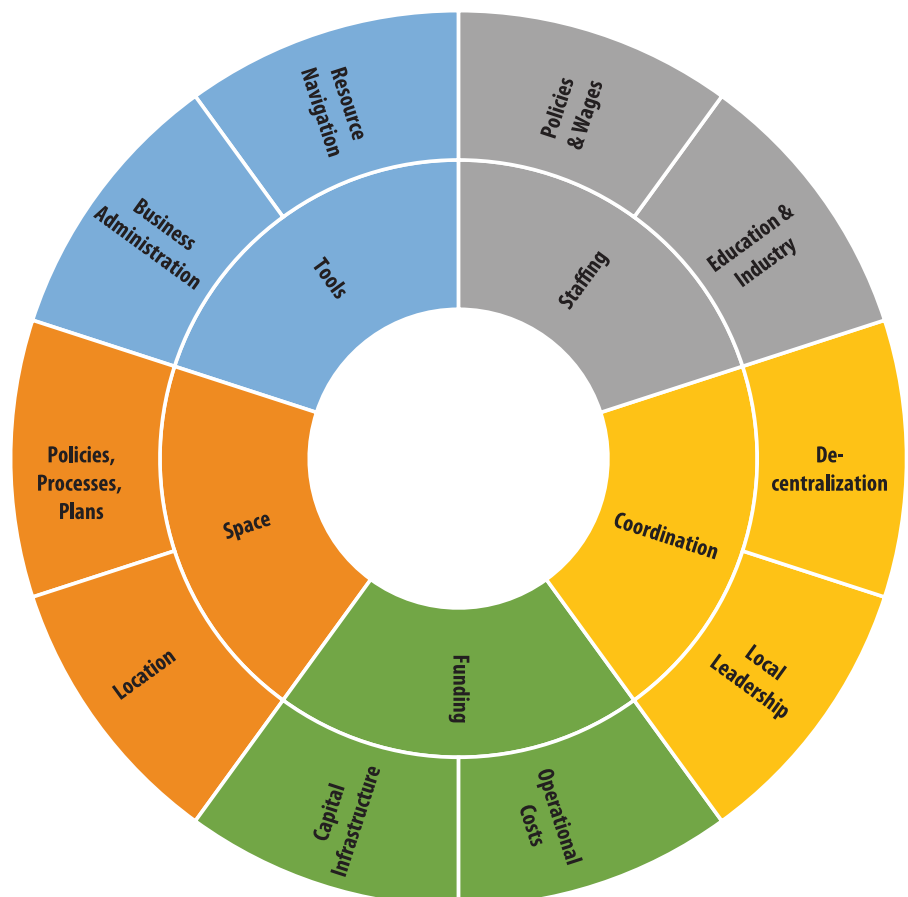 Resource
Navigation
Policies
& Wages
Business
Administration
Education &
Industry
Tools
Staffing
Policies,
Processes,
Plans
De-
centralization
Space
Coordination
Location
Local
Leadership
Funding
Capital
Infrastructure
Operational
Costs